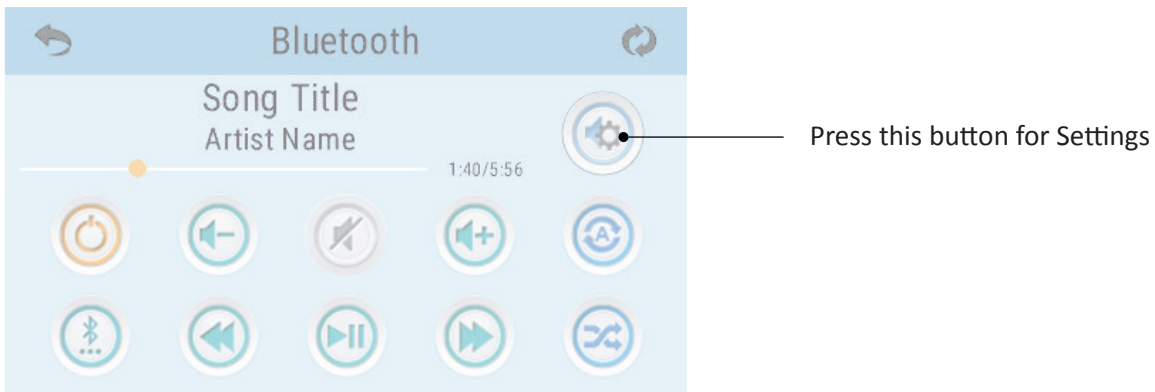 Bluetooth
Song Title
Artist Name
1:40/5:56
Press this button for Settings
A